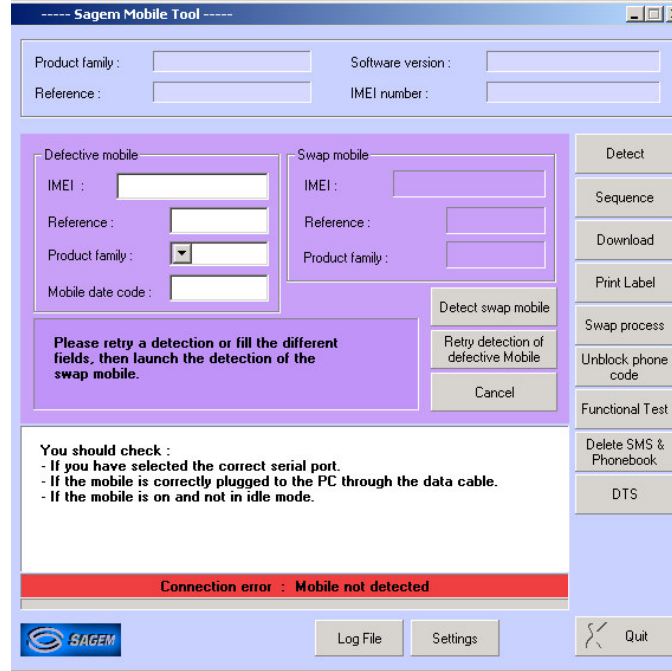 ----- Sagem Mobile Tool -----
Product family :
Software version :
Reference :
IMEI number :
Defective mobile
IMEI :
Reference :
Product family :
Mobile date code :
Swap mobile
IMEI :
Reference :
Product family :
Detect swap mobile
Retry detection of
defective Mobile
Cancel
Please retry a detection or fill the different
fields, then launch the detection of the
swap mobile.
Detect
Sequence
Download
Print Label
Swap process
Unblock phone
code
Functional Test
Delete SMS &
Phonebook
DTS
You should check :
- If you have selected the correct serial port.
- If the mobile is correctly plugged to the PC through the data cable.
- If the mobile is on and not in idle mode.
Connection error : Mobile not detected
SAGEM
Log File
Settings
Quit